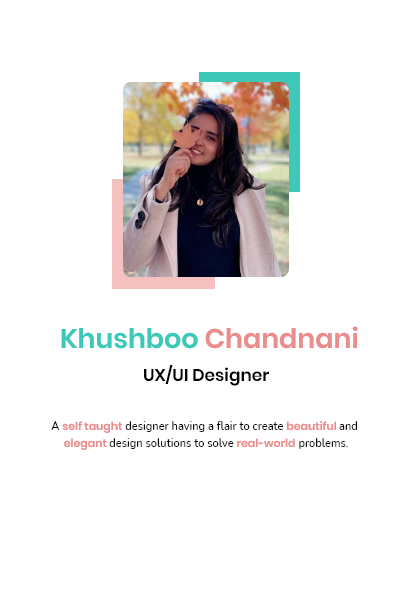 Khushboo Chandnani
UX/UI Designer
A self taught designer having a flair to create beautiful and
elegant design solutions to solve real-world problems.